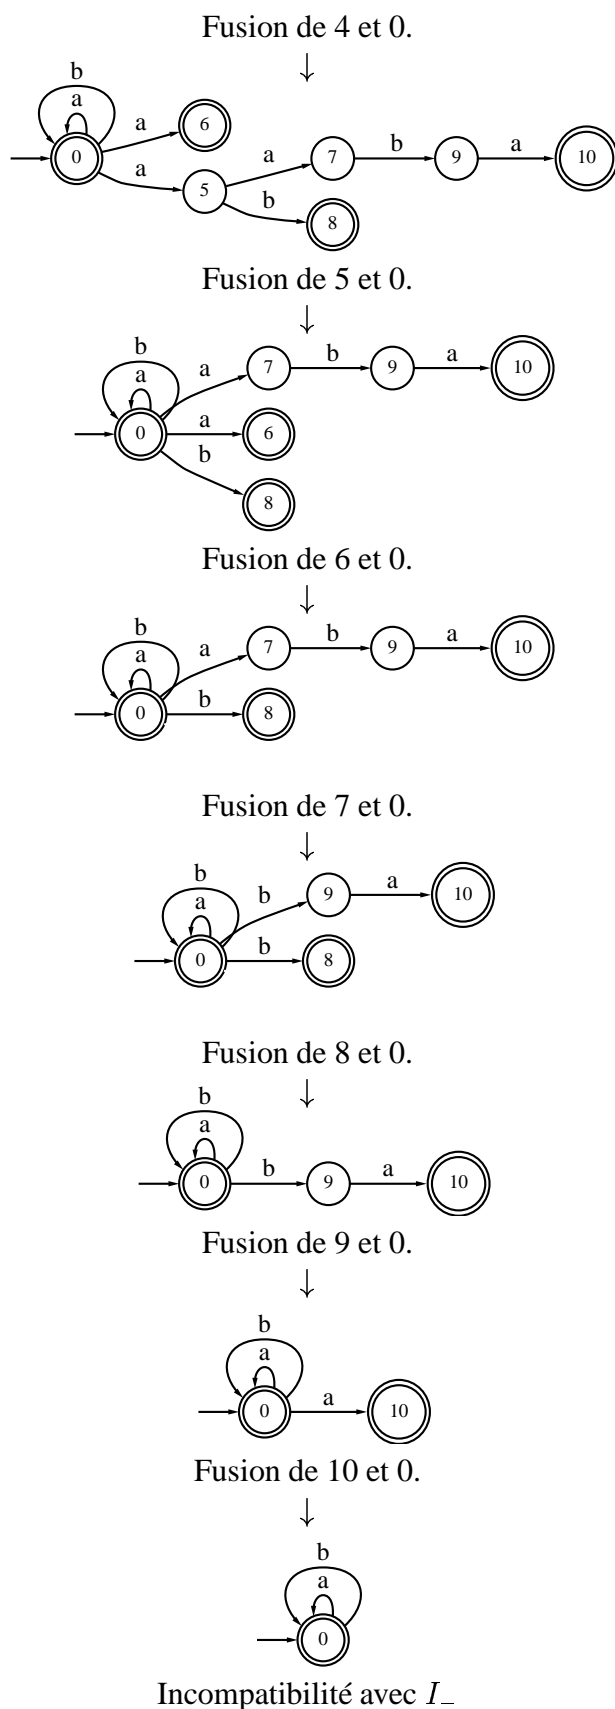 Fusion de 4 et 0.
↓
b
a
a
6
0
a
7
b
9
a
10
a
5
b
8
Fusion de 5 et 0.
↓
b
a
a
7
b
9
a
10
0
a
6
b
8
Fusion de 6 et 0.
↓
b
a
a
7
b
9
a
10
0
b
8
Fusion de 7 et 0.
↓
b
a
b
9
a
10
0
b
8
Fusion de 8 et 0.
↓
b
a
0
b
9
a
10
Fusion de 9 et 0.
↓
b
a
0
a
10
Fusion de 10 et 0.
↓
b
a
0
Incompatibilité avec I_